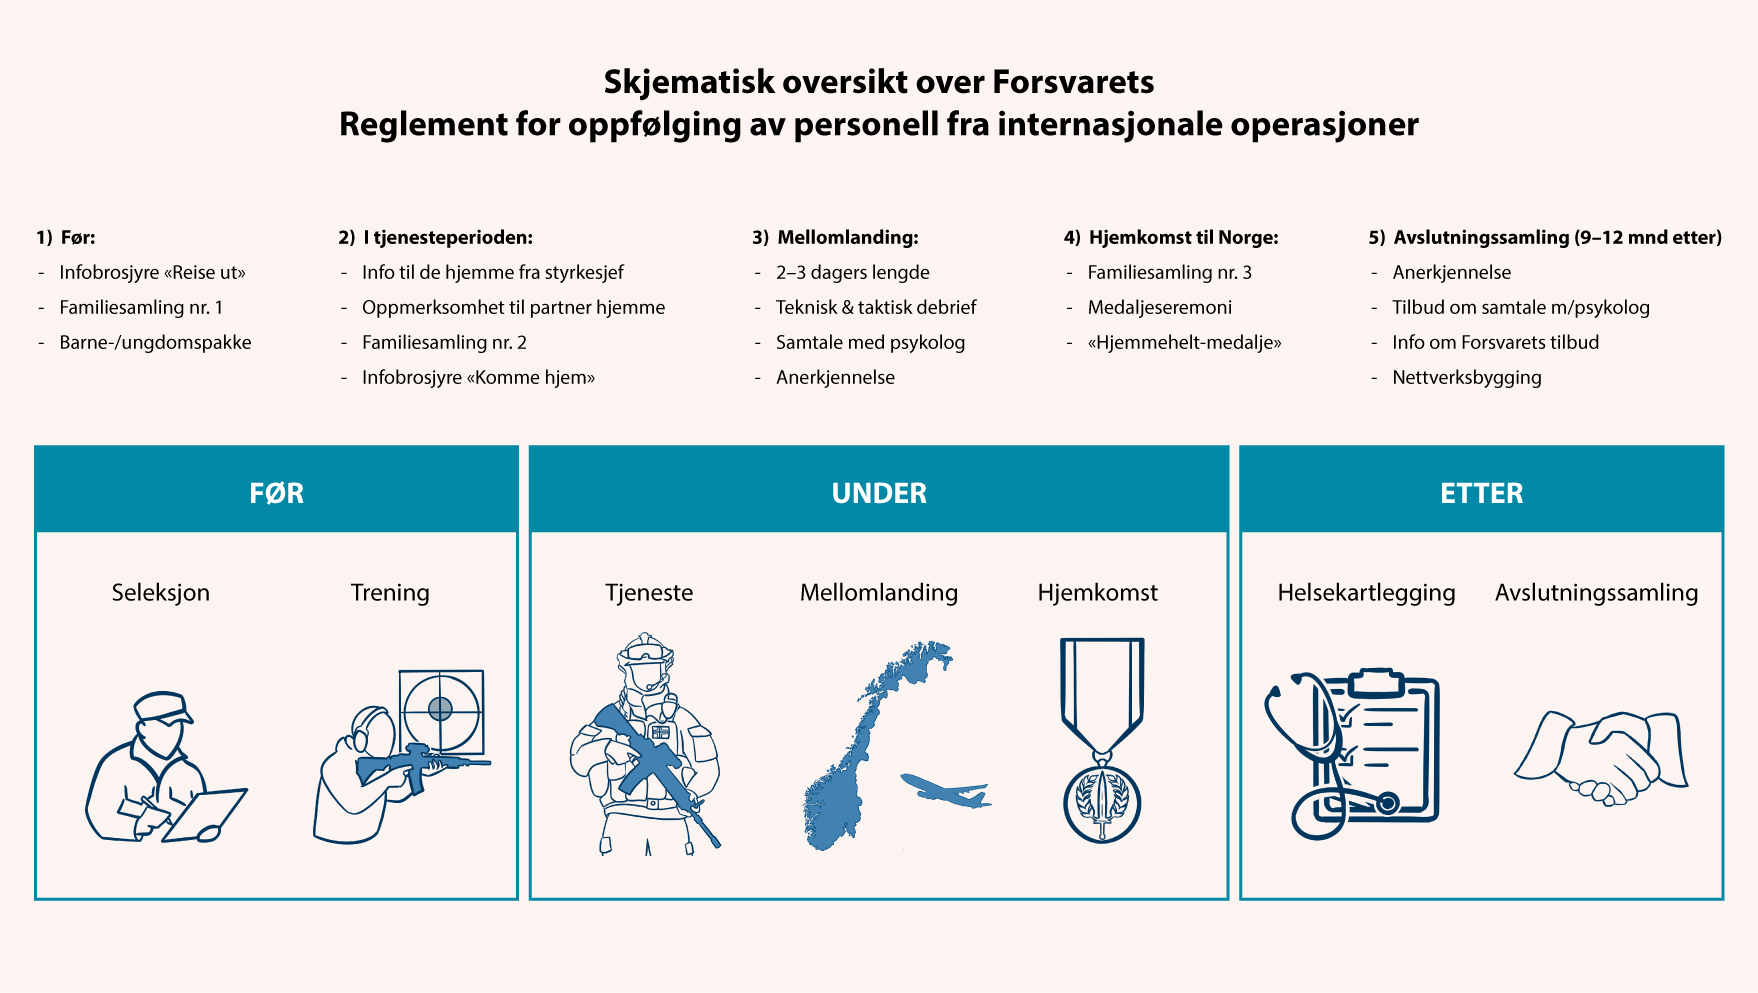 Skjematisk oversikt over Forsvarets
Reglement for oppfølging av personell fra internasjonale operasjoner
1) Før:
- Infobrosjyre «Reise ut»
- Familiesamling nr. 1
- Barne-/ungdomspakke
2) I tjenesteperioden:
- Info til de hjemme fra styrkesjef
- Oppmerksomhet til partner hjemme
- Familiesamling nr. 2
- Infobrosjyre «Komme hjem»
3) Mellomlanding:
- 2–3 dagers lengde
- Teknisk & taktisk debrief
- Samtale med psykolog
- Anerkjennelse
4) Hjemkomst til Norge:
- Familiesamling nr. 3
- Medaljeseremoni
- «Hjemmehelt-medalje»
5) Avslutningssamling (9–12 mnd etter)
- Anerkjennelse
- Tilbud om samtale m/psykolog
- Info om Forsvarets tilbud
- Nettverksbygging
FØR
Seleksjon
Trening
UNDER
Tjeneste
Mellomlanding
Hjemkomst
ETTER
Helsekartlegging
Avslutningssamling